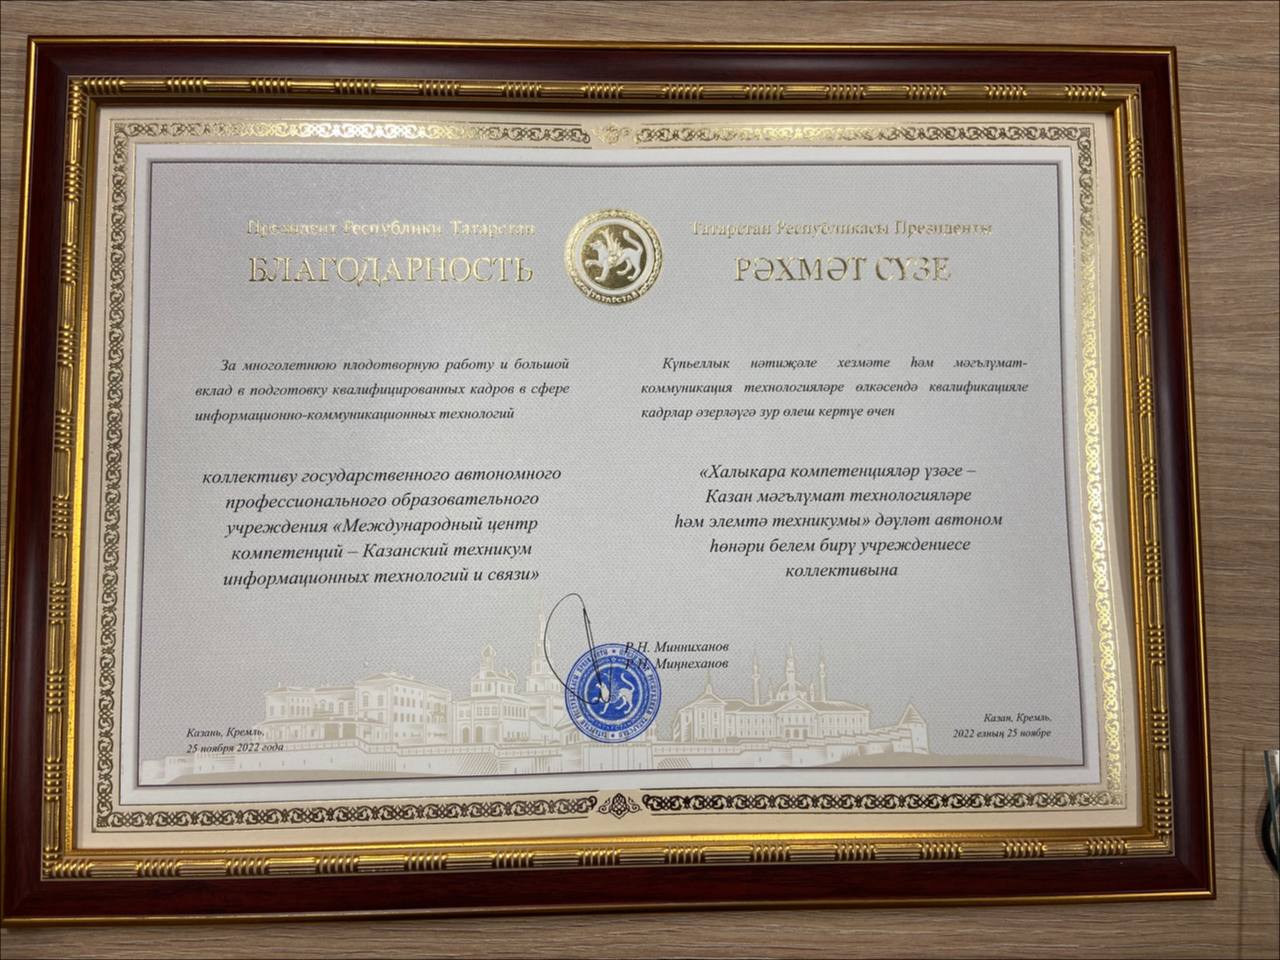 Президент Республики Татарстан
БЛАГОДАРНОСТЬ
За многолетнюю плодотворную работу и большой
вклад в подготовку квалифицированных кадров в сфере
информационно-коммуникационных технологий
коллективу государственного автономного
профессионального образовательного
учреждения «Международный центр
компетенций – Казанский техникум
информационных технологий и связи»
Казань, Кремль,
25 ноября 2022 года
ТАТАРСТАН
Татарстан Республикасы Президенты
РӘХМӘТ СҮЗЕ
Күпьеллык нәтиҗәле хезмәте һәм мәгълүмат-
коммуникация технологияләре өлкәсендә квалификацияле
кадрлар әзерләүгә зур өлеш кертүе өчен
«Халыкара компетенцияләр үзәге –
Казан мәгълүмат технологияләре
һәм элемтә техникумы» дәүләт автоном
һөнәри белем бирү учреждениесе
коллективына
Р.Н. Минниханов
Р.Н. Миңнеханов
Казан, Кремль,
2022 елның 25 ноябре